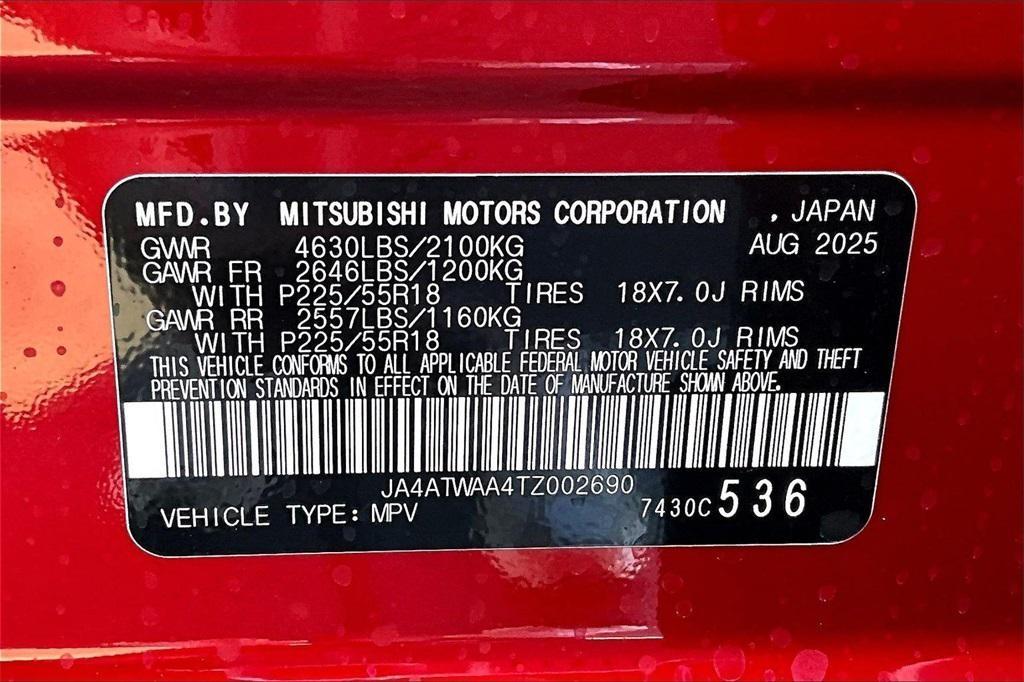 MFD.BY MITSUBISHI MOTORS CORPORATION , JAPAN
GVWR 4630LBS/2100KG AUG 2025
GAWR FR 2646LBS/1200KG
WITH P225/55R18 TIRES 18X7.0J RIMS
GAWR RR 2557LBS/1160KG
WITH P225/55R18 TIRES 18X7.0J RIMS
THIS VEHICLE CONFORMS TO ALL APPLICABLE FEDERAL MOTOR VEHICLE SAFETY AND THEFT
PREVENTION STANDARDS IN EFFECT ON THE DATE OF MANUFACTURE SHOWN ABOVE.
JA4ATWAA4TZ002690
VEHICLE TYPE: MPV 7430C 536